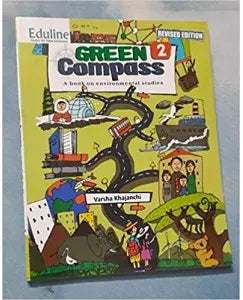 Eduline
REVISED EDITION
GREEN 2
Compass
A book on environmental studies
Varsha Khajanchi